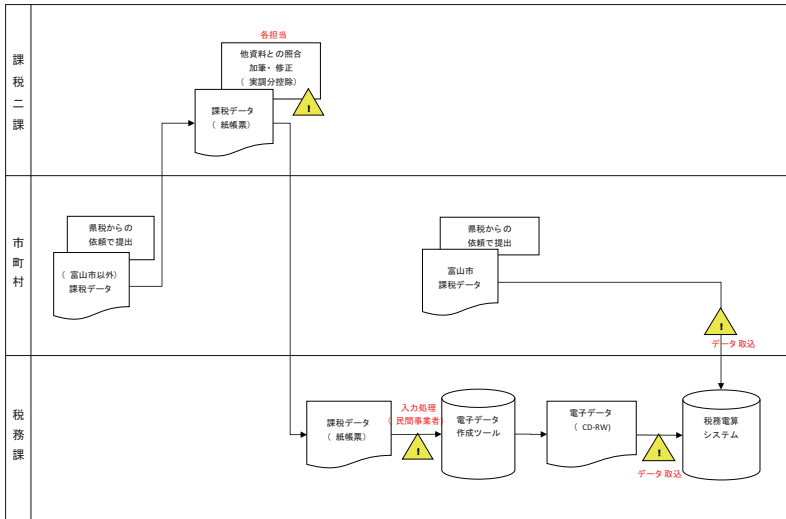 課税二課
各担当
他資料との照合
加筆・修正
( 実調分控除)
!
課税データ
( 紙帳票)
市町村
県税からの
依頼で提出
( 富山市以外)
課税データ
県税からの
依頼で提出
富山市
課税データ
!
データ取込
税務課
課税データ
( 紙帳票)
入力処理
( 民間事業者)
!
電子データ
作成ツール
電子データ
( CD-RW)
!
データ取込
税務電算
システム